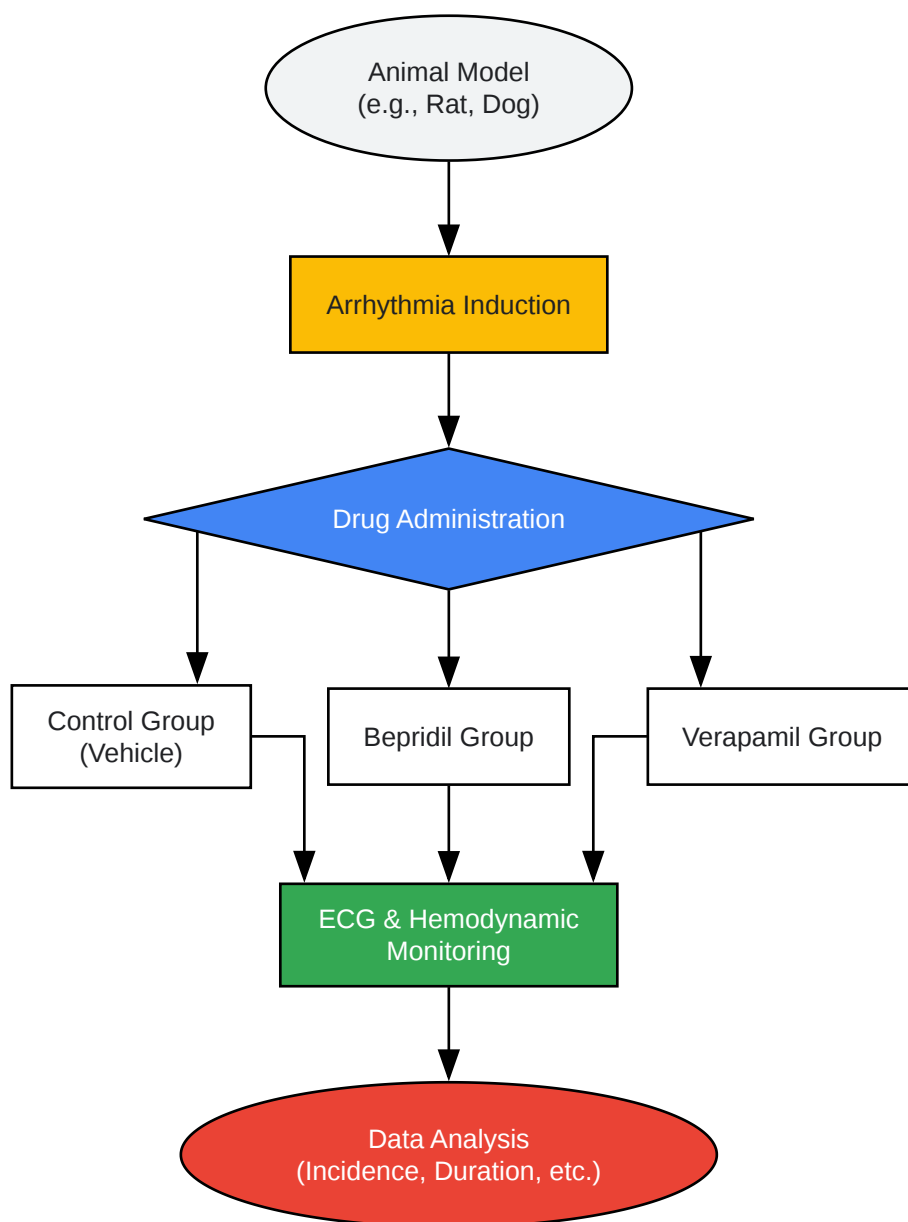 Animal Model
(e.g., Rat, Dog)
Arrhythmia Induction
Drug Administration
Control Group
(Vehicle)
Bepridil Group
Verapamil Group
ECG & Hemodynamic
Monitoring
Data Analysis
(Incidence, Duration, etc.)